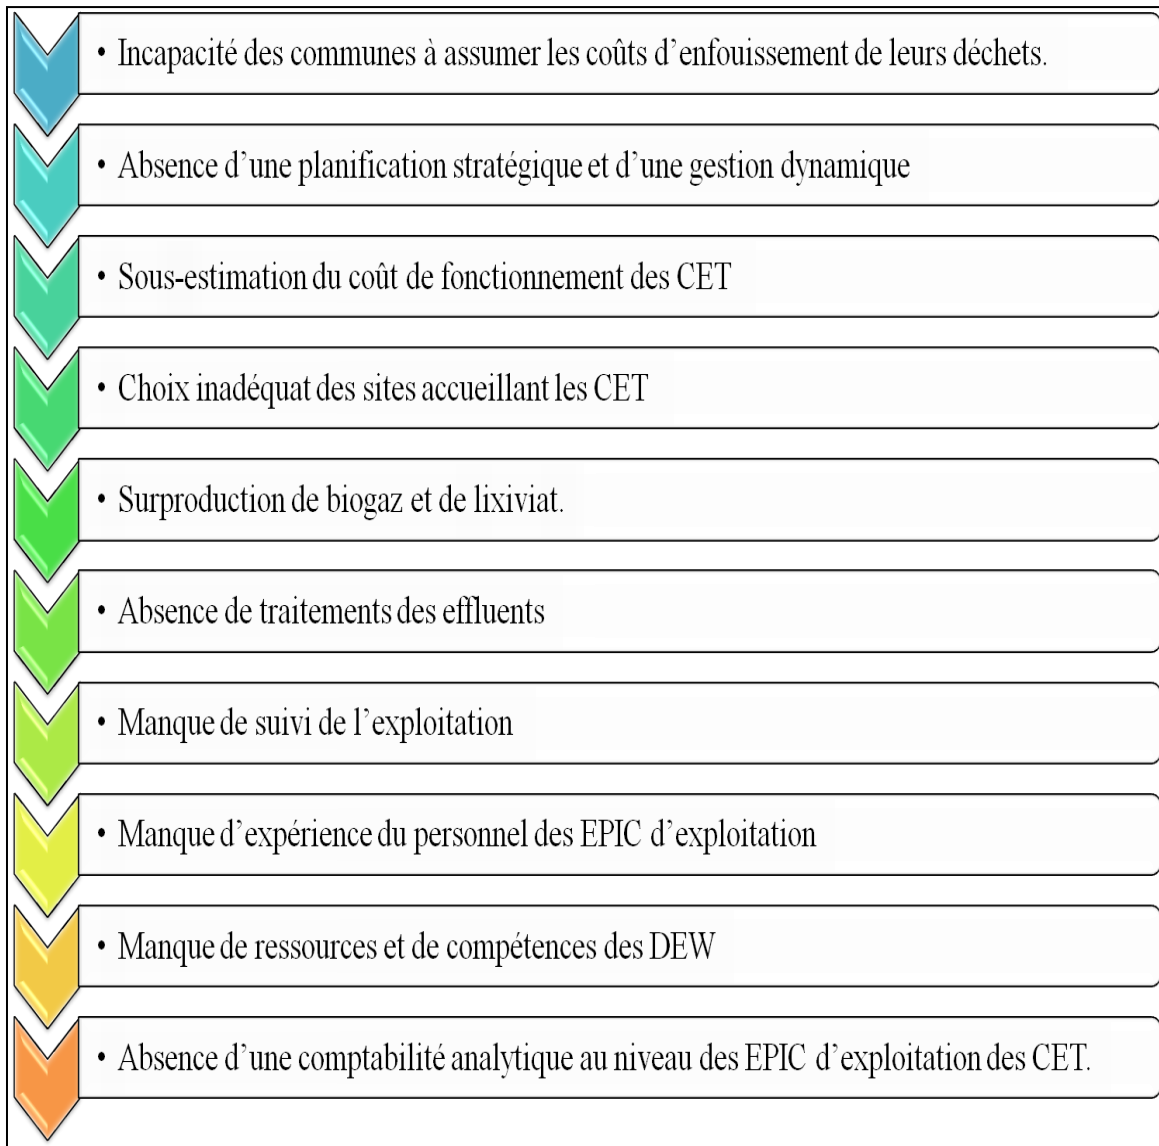 • Incapacité des communes à assumer les coûts d’enfouissement de leurs déchets.
• Absence d’une planification stratégique et d’une gestion dynamique
• Sous-estimation du coût de fonctionnement des CET
• Choix inadéquat des sites accueillant les CET
• Surproduction de biogaz et de lixiviat.
• Absence de traitements des effluents
• Manque de suivi de l’exploitation
• Manque d’expérience du personnel des EPIC d’exploitation
• Manque de ressources et de compétences des DEW
• Absence d’une comptabilité analytique au niveau des EPIC d’exploitation des CET.